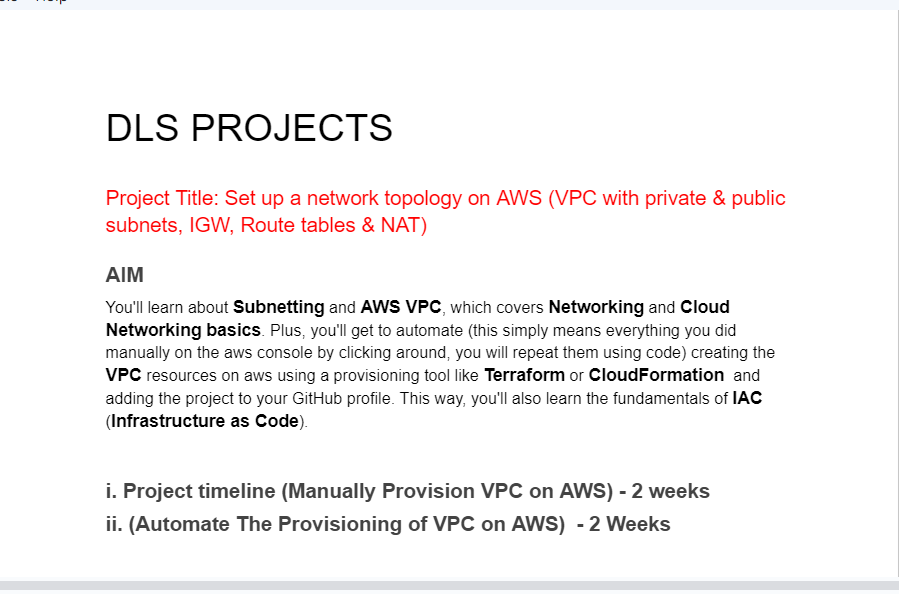 DLS PROJECTS
Project Title: Set up a network topology on AWS (VPC with private & public
subnets, IGW, Route tables & NAT)
AIM
You'll learn about Subnetting and AWS VPC, which covers Networking and Cloud
Networking basics. Plus, you'll get to automate (this simply means everything you did
manually on the aws console by clicking around, you will repeat them using code) creating the
VPC resources on aws using a provisioning tool like Terraform or CloudFormation and
adding the project to your GitHub profile. This way, you'll also learn the fundamentals of IAC
(Infrastructure as Code).
i. Project timeline (Manually Provision VPC on AWS) - 2 weeks
ii. (Automate The Provisioning of VPC on AWS) - 2 Weeks